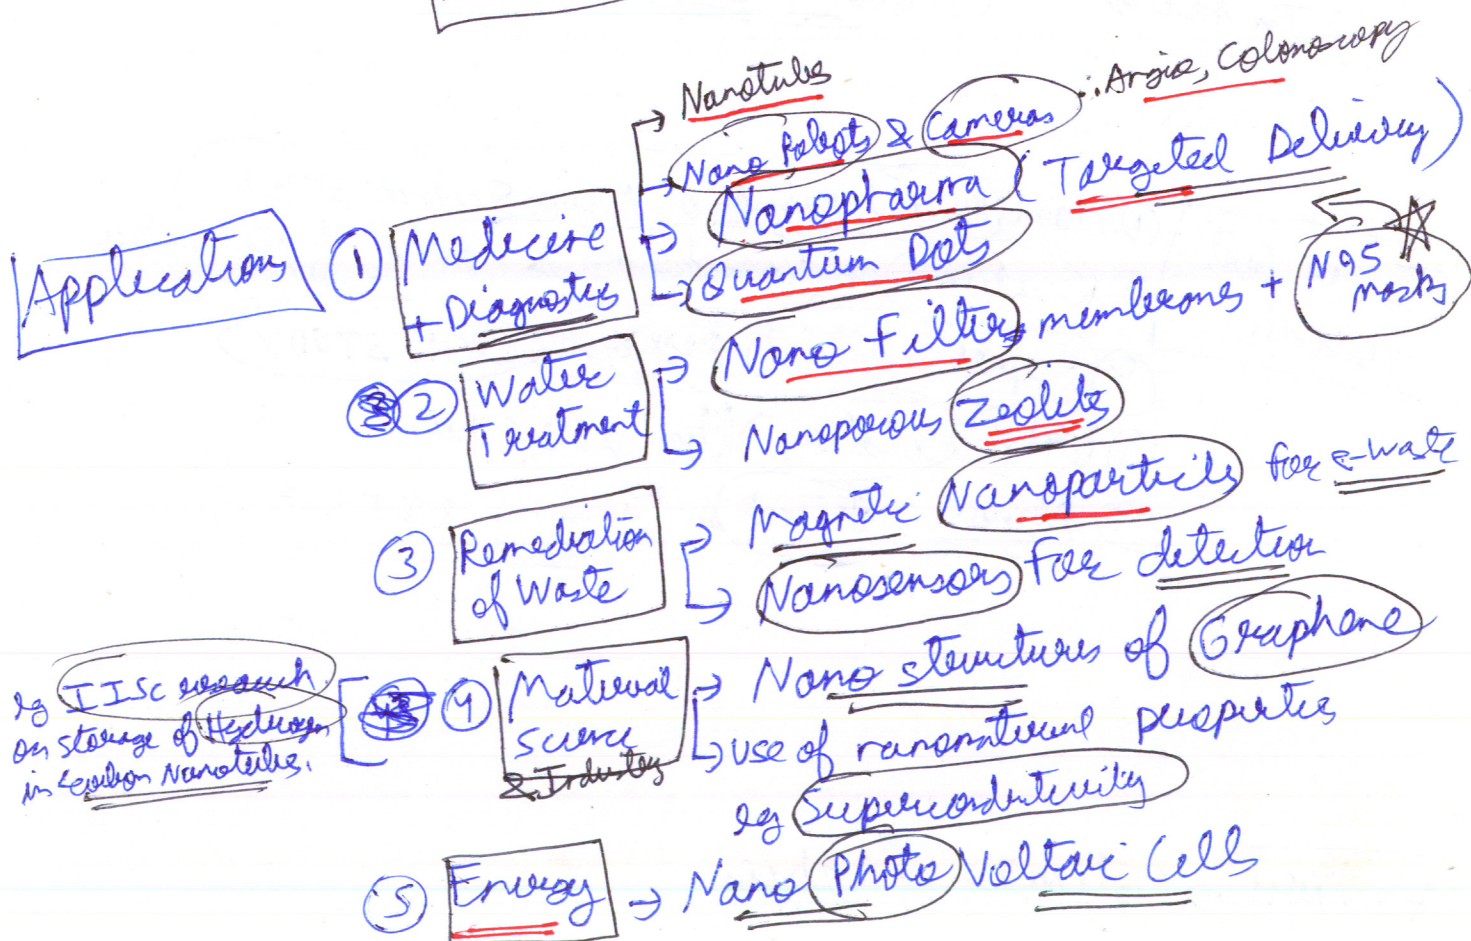 Applications
① Medicine
+ Diagnostics
→ Nanotubes
→ Nano Robots & Cameras ∴ Angio, Colonoscopy
→ Nanopharma (Targeted Delivery)
→ Quantum Dots
② Water
Treatment
→ Nano Filters membranes + N95
masks
→ Nanoporous Zeolites
③ Remediation
of Waste
→ Magnetic Nanoparticles for e-waste
→ Nanosensors for detection
④ Material
Science
& Industry
→ Nano structures of Graphene
→ Use of nanomaterial properties
eg Superconductivity
eg IISc research
on storage of Hydrogen
in Carbon Nanotubes.
⑤ Energy → Nano Photo Voltaic Cells